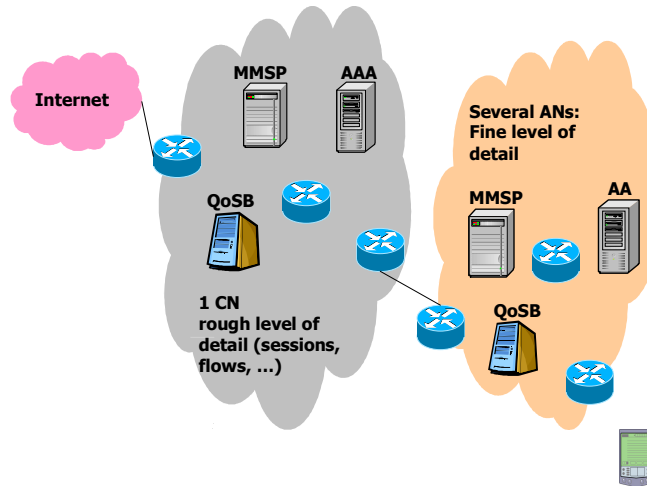 Internet
MMSP
AAA
QoSB
1 CN
rough level of
detail (sessions,
flows, ...)
Several ANs:
Fine level of
detail
MMSP
AA
QoSB